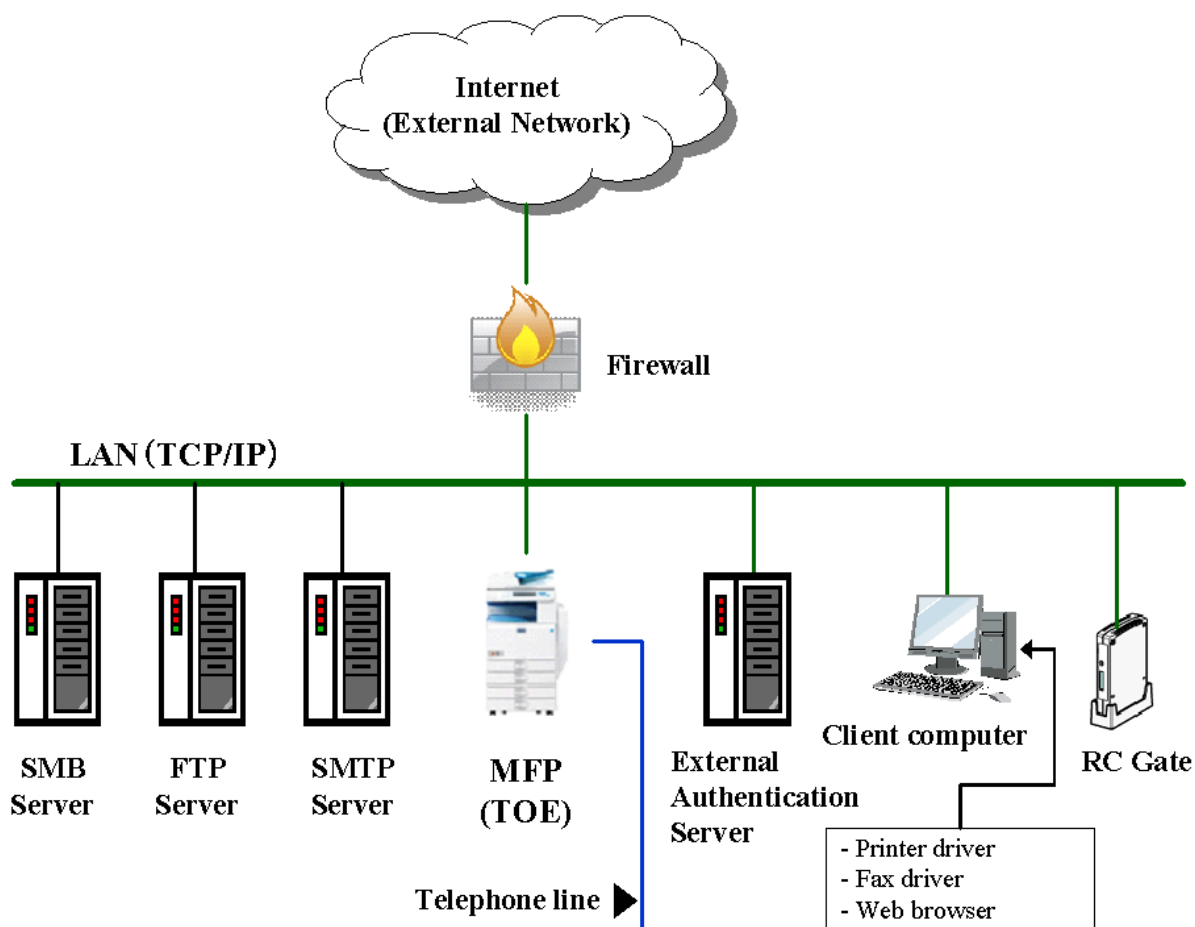 Internet
(External Network)
Firewall
LAN (TCP/IP)
SMB
Server
FTP
Server
SMTP
Server
MFP
(TOE)
External
Authentication
Server
Client computer
RC Gate
Telephone line
- Printer driver
- Fax driver
- Web browser